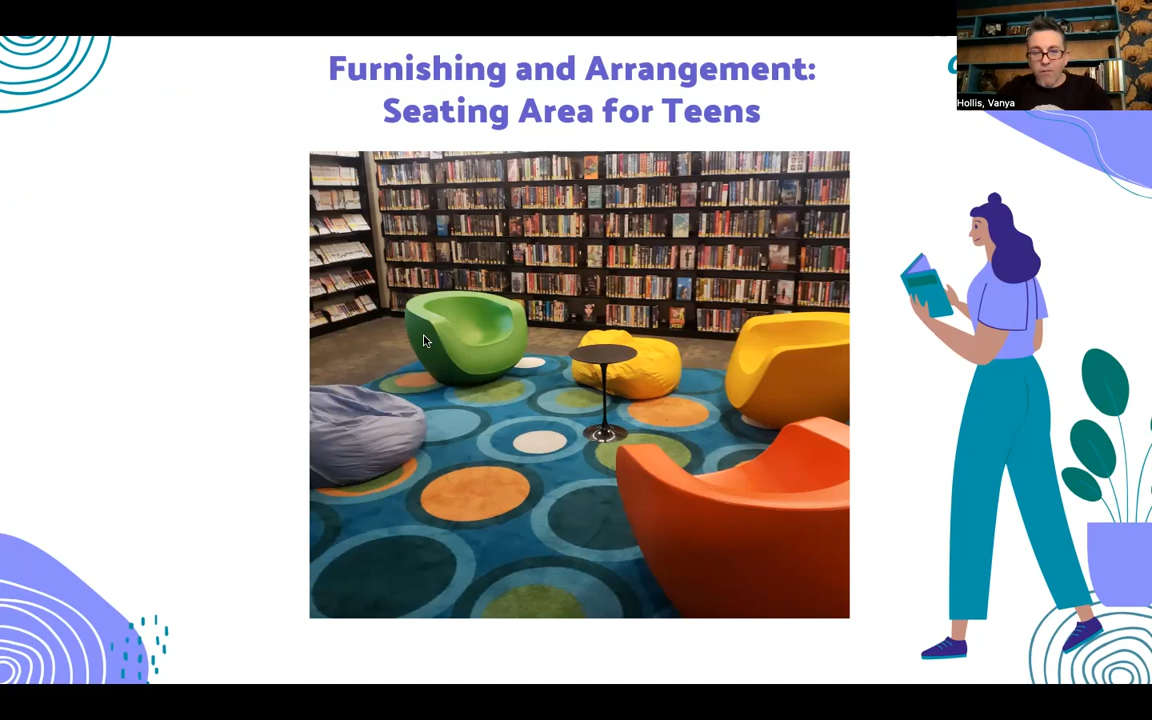 Furnishing and Arrangement:
Seating Area for Teens
Hollis, Vanya